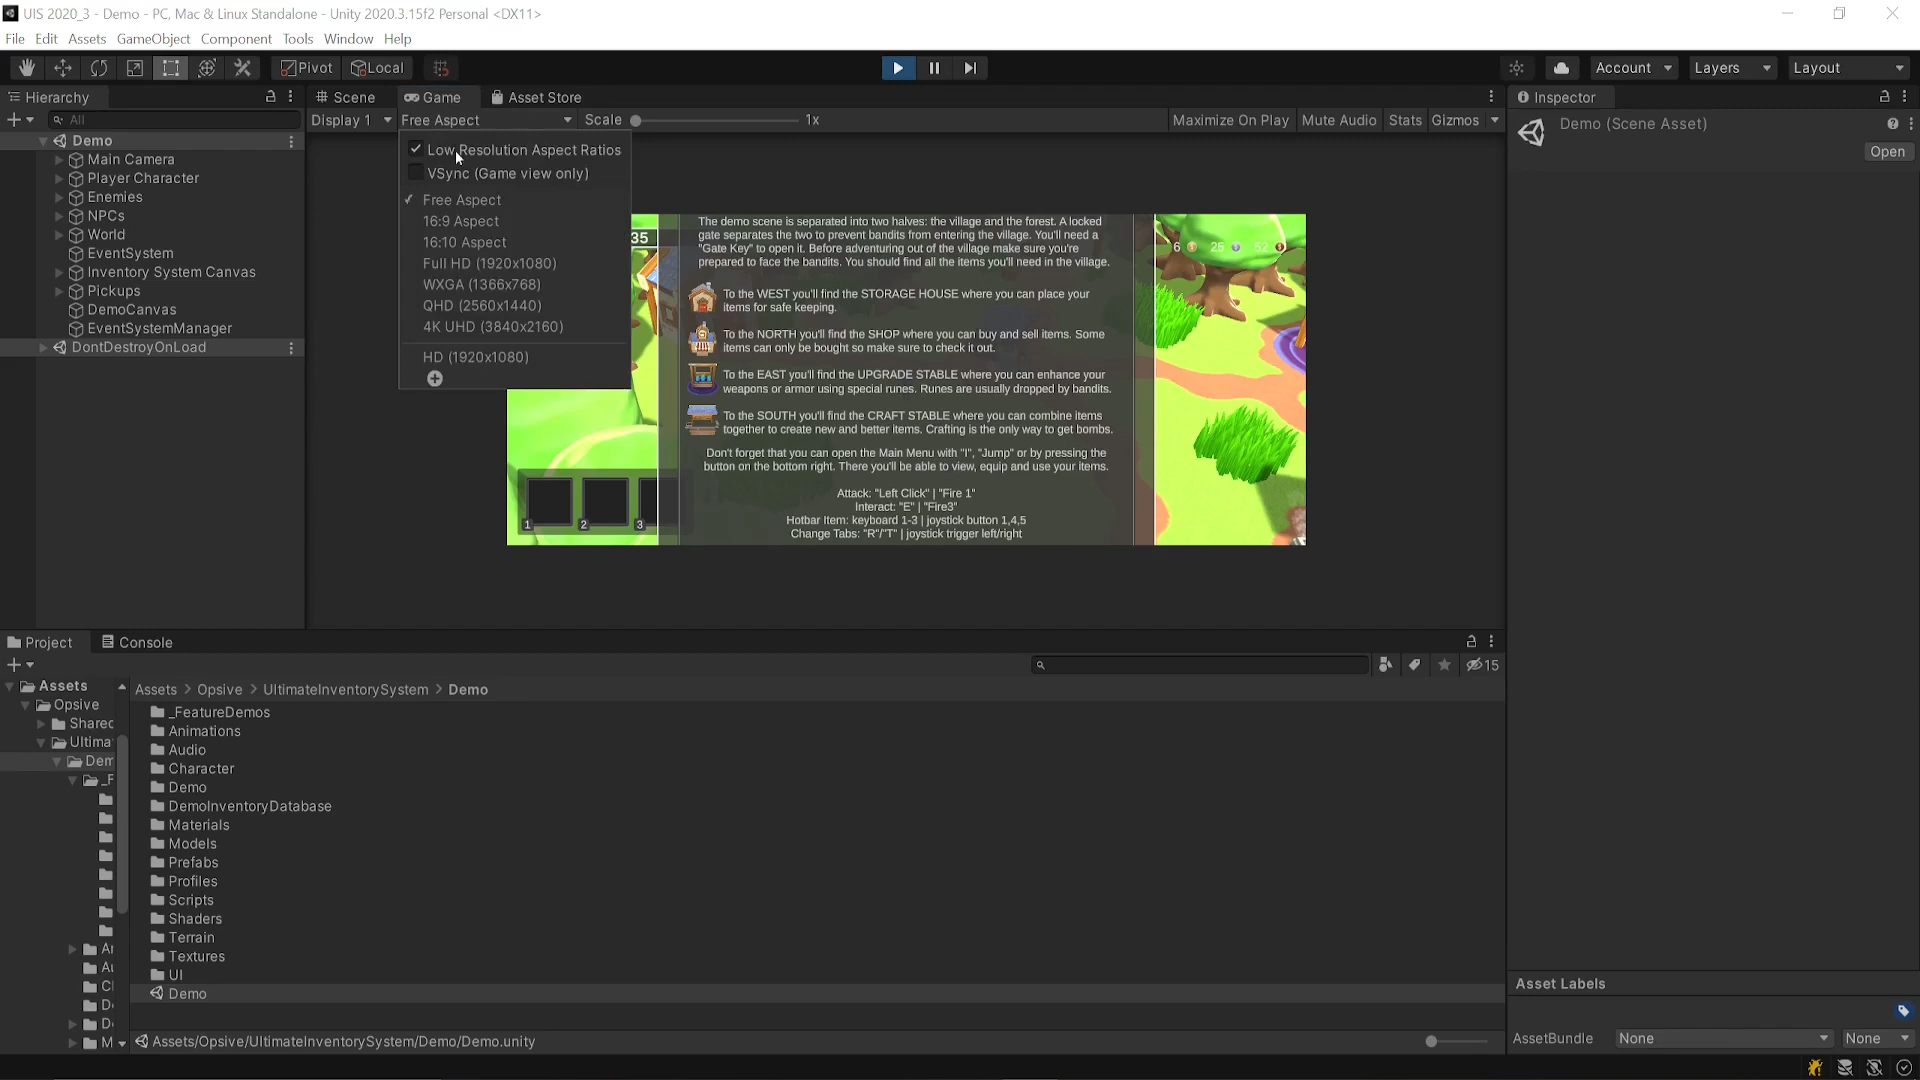 UIS 2020_3 - Demo - PC, Mac & Linux Standalone - Unity 2020.3.15f2 Personal <DX11>
File Edit Assets GameObject Component Tools Window Help
Pivot Local Account Layers Layout
Hierarchy
All
Demo
Main Camera
Player Character
Enemies
NPCs
World
EventSystem
Inventory System Canvas
Pickups
DemoCanvas
EventSystemManager
DontDestroyOnLoad
Scene Game Asset Store
Display 1 Free Aspect Scale 1x Maximize On Play Mute Audio Stats Gizmos
Low Resolution Aspect Ratios
VSync (Game view only)
Free Aspect
16:9 Aspect
16:10 Aspect
Full HD (1920x1080)
WXGA (1366x768)
QHD (2560x1440)
4K UHD (3840x2160)
HD (1920x1080)
35
6 25 52
The demo scene is separated into two halves: the village and the forest. A locked
gate separates the two to prevent bandits from entering the village. You'll need a
"Gate Key" to open it. Before adventuring out of the village make sure you're
prepared to face the bandits. You should find all the items you'll need in the village.
To the WEST you'll find the STORAGE HOUSE where you can place your
items for safe keeping.
To the NORTH you'll find the SHOP where you can buy and sell items. Some
items can only be bought so make sure to check it out.
To the EAST you'll find the UPGRADE STABLE where you can enhance your
weapons or armor using special runes. Runes are usually dropped by bandits.
To the SOUTH you'll find the CRAFT STABLE where you can combine items
together to create new and better items. Crafting is the only way to get bombs.
Don't forget that you can open the Main Menu with "I", "Jump" or by pressing the
button on the bottom right. There you'll be able to view, equip and use your items.
Attack: "Left Click" | "Fire 1"
Interact: "E" | "Fire3"
Hotbar Item: keyboard 1-3 | joystick button 1,4,5
Change Tabs: "R"/"T" | joystick trigger left/right
1 2 3
Inspector
Demo (Scene Asset)
Open
Project Console
15
Assets
Opsive
Shared
Ultima
Dem
_F
Ar
Au
Cl
De
De
M
Assets > Opsive > UltimateInventorySystem > Demo
_FeatureDemos
Animations
Audio
Character
Demo
DemoInventoryDatabase
Materials
Models
Prefabs
Profiles
Scripts
Shaders
Terrain
Textures
UI
Demo
Assets/Opsive/UltimateInventorySystem/Demo/Demo.unity
Asset Labels
AssetBundle None None